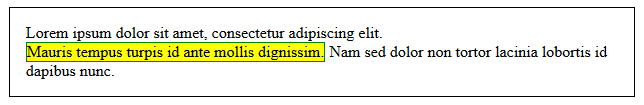 Lorem ipsum dolor sit amet, consectetur adipiscing elit.
Mauris tempus turpis id ante mollis dignissim. Nam sed dolor non tortor lacinia lobortis id
dapibus nunc.